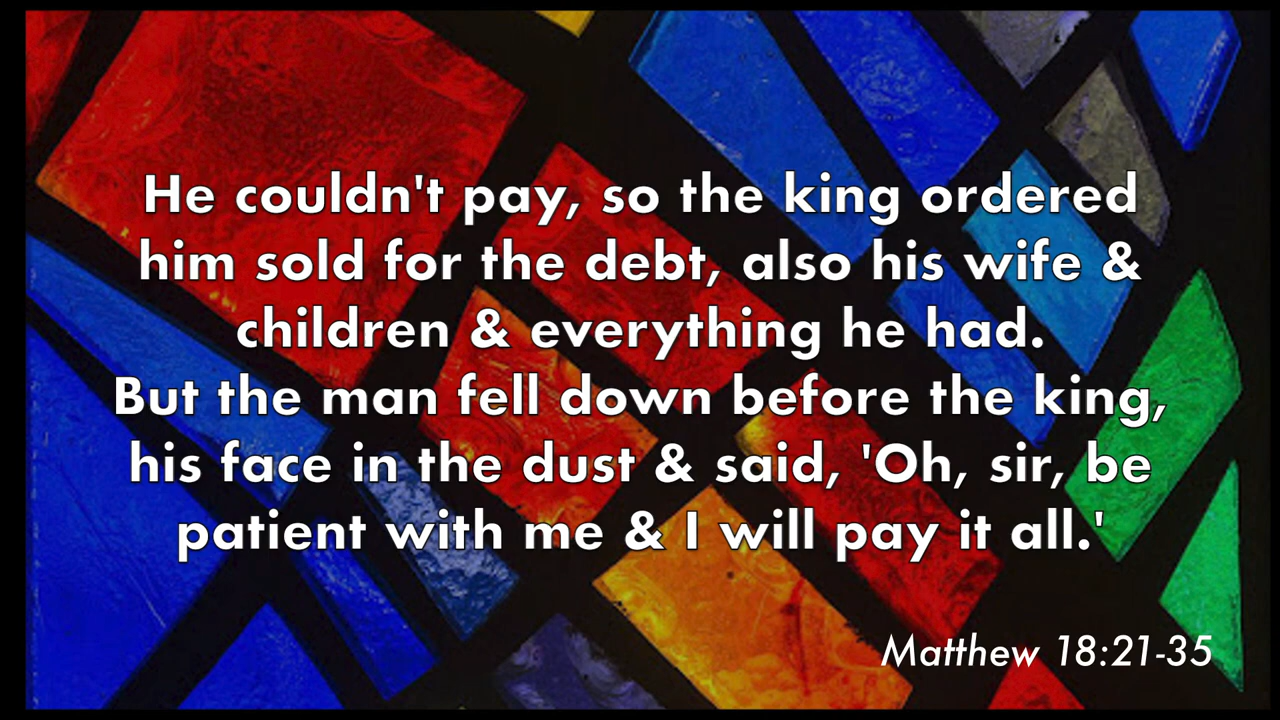 He couldn't pay, so the king ordered
him sold for the debt, also his wife &
children & everything he had.
But the man fell down before the king,
his face in the dust & said, 'Oh, sir, be
patient with me & I will pay it all.'
Matthew 18:21-35